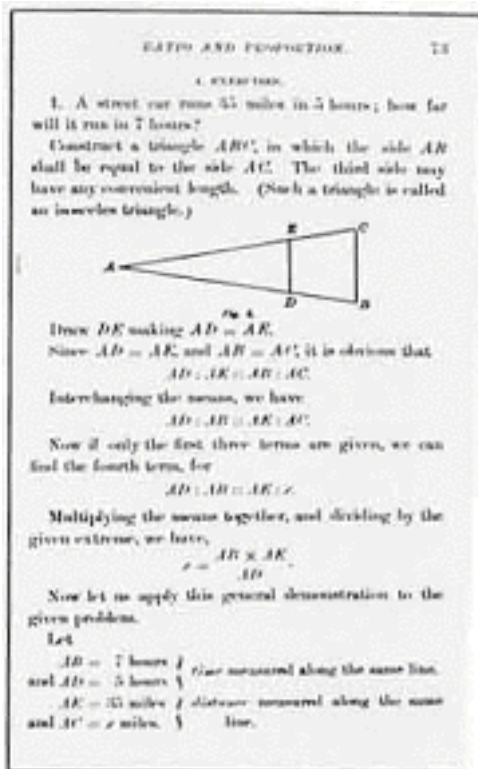 RATIO AND PROPORTION. 73
4. EXERCISES.
1. A street car runs 35 miles in 5 hours; how far
will it run in 7 hours?
Construct a triangle ABC, in which the side AB
shall be equal to the side AC. The third side may
have any convenient length. (Such a triangle is called
an isosceles triangle.)
E
C
A
D
B
Fig. 4.
Draw DE making AD = AE.
Since AD = AE, and AB = AC, it is obvious that
AD : AE :: AB : AC.
Interchanging the means, we have
AD : AB :: AE : AC.
Now if only the first three terms are given, we can
find the fourth term, for
AD : AB :: AE : x.
Multiplying the means together, and dividing by the
given extreme, we have,
x = AB × AE
AD.
Now let us apply this general demonstration to the
given problem.
Let
AB = 7 hours } time measured along the same line.
and AD = 5 hours }
AE = 35 miles } distance measured along the same
and AC = x miles. } line.